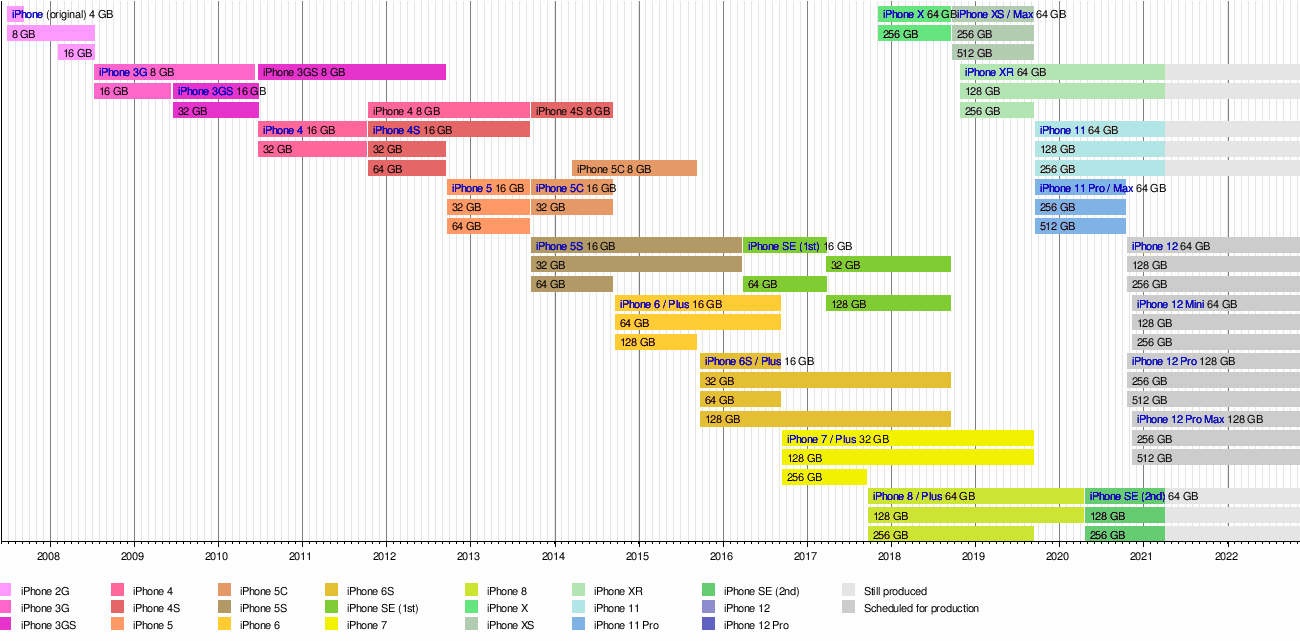 iPhone (original) 4 GB
iPhone X 64 GB
iPhone XS / Max 64 GB
8 GB
256 GB
256 GB
16 GB
512 GB
iPhone 3G 8 GB
iPhone 3GS 8 GB
iPhone XR 64 GB
16 GB
iPhone 3GS 16 GB
128 GB
32 GB
iPhone 4 8 GB
iPhone 4S 8 GB
256 GB
iPhone 4 16 GB
iPhone 4S 16 GB
iPhone 11 64 GB
32 GB
32 GB
128 GB
64 GB
iPhone 5C 8 GB
256 GB
iPhone 5 16 GB
iPhone 5C 16 GB
iPhone 11 Pro / Max 64 GB
32 GB
32 GB
256 GB
64 GB
512 GB
iPhone 5S 16 GB
iPhone SE (1st) 16 GB
iPhone 12 64 GB
32 GB
32 GB
128 GB
64 GB
64 GB
256 GB
iPhone 6 / Plus 16 GB
128 GB
iPhone 12 Mini 64 GB
64 GB
128 GB
128 GB
256 GB
iPhone 6S / Plus 16 GB
iPhone 12 Pro 128 GB
32 GB
256 GB
64 GB
512 GB
128 GB
iPhone 12 Pro Max 128 GB
iPhone 7 / Plus 32 GB
256 GB
128 GB
512 GB
256 GB
iPhone 8 / Plus 64 GB
iPhone SE (2nd) 64 GB
128 GB
128 GB
256 GB
256 GB
2008 2009 2010 2011 2012 2013 2014 2015 2016 2017 2018 2019 2020 2021 2022
iPhone 2G
iPhone 4
iPhone 5C
iPhone 6S
iPhone 8
iPhone XR
iPhone SE (2nd)
Still produced
iPhone 3G
iPhone 4S
iPhone 5S
iPhone SE (1st)
iPhone X
iPhone 11
iPhone 12
Scheduled for production
iPhone 3GS
iPhone 5
iPhone 6
iPhone 7
iPhone XS
iPhone 11 Pro
iPhone 12 Pro